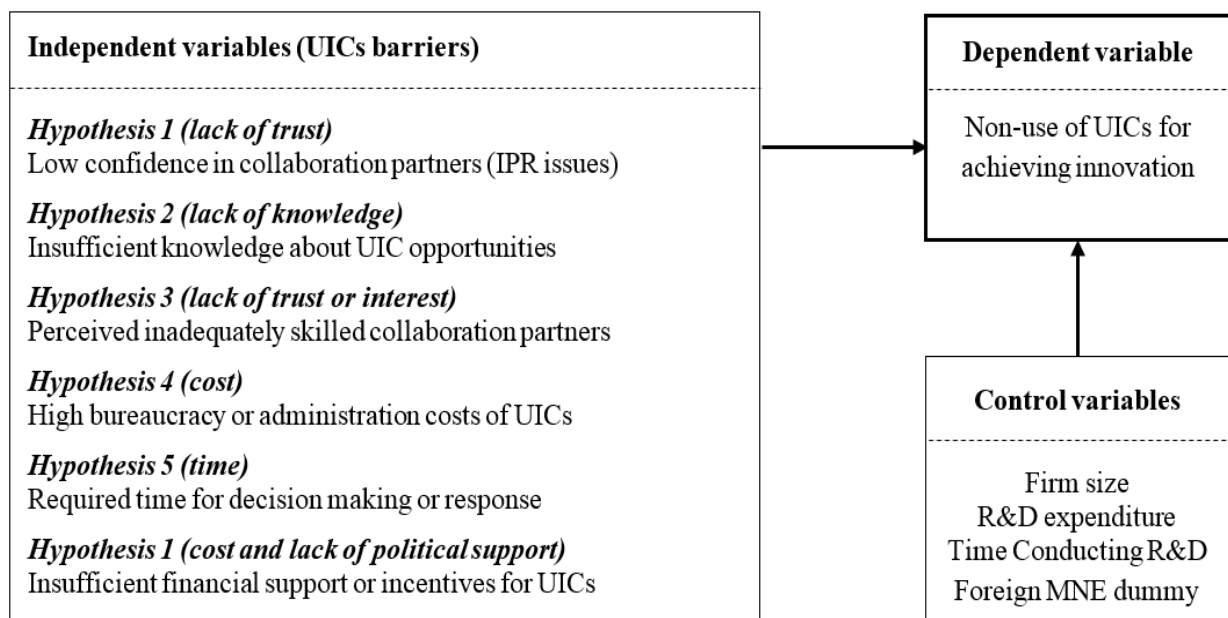 Independent variables (UICs barriers)
Hypothesis 1 (lack of trust)
Low confidence in collaboration partners (IPR issues)
Hypothesis 2 (lack of knowledge)
Insufficient knowledge about UIC opportunities
Hypothesis 3 (lack of trust or interest)
Perceived inadequately skilled collaboration partners
Hypothesis 4 (cost)
High bureaucracy or administration costs of UICs
Hypothesis 5 (time)
Required time for decision making or response
Hypothesis 1 (cost and lack of political support)
Insufficient financial support or incentives for UICs
Dependent variable
Non-use of UICs for
achieving innovation
Control variables
Firm size
R&D expenditure
Time Conducting R&D
Foreign MNE dummy